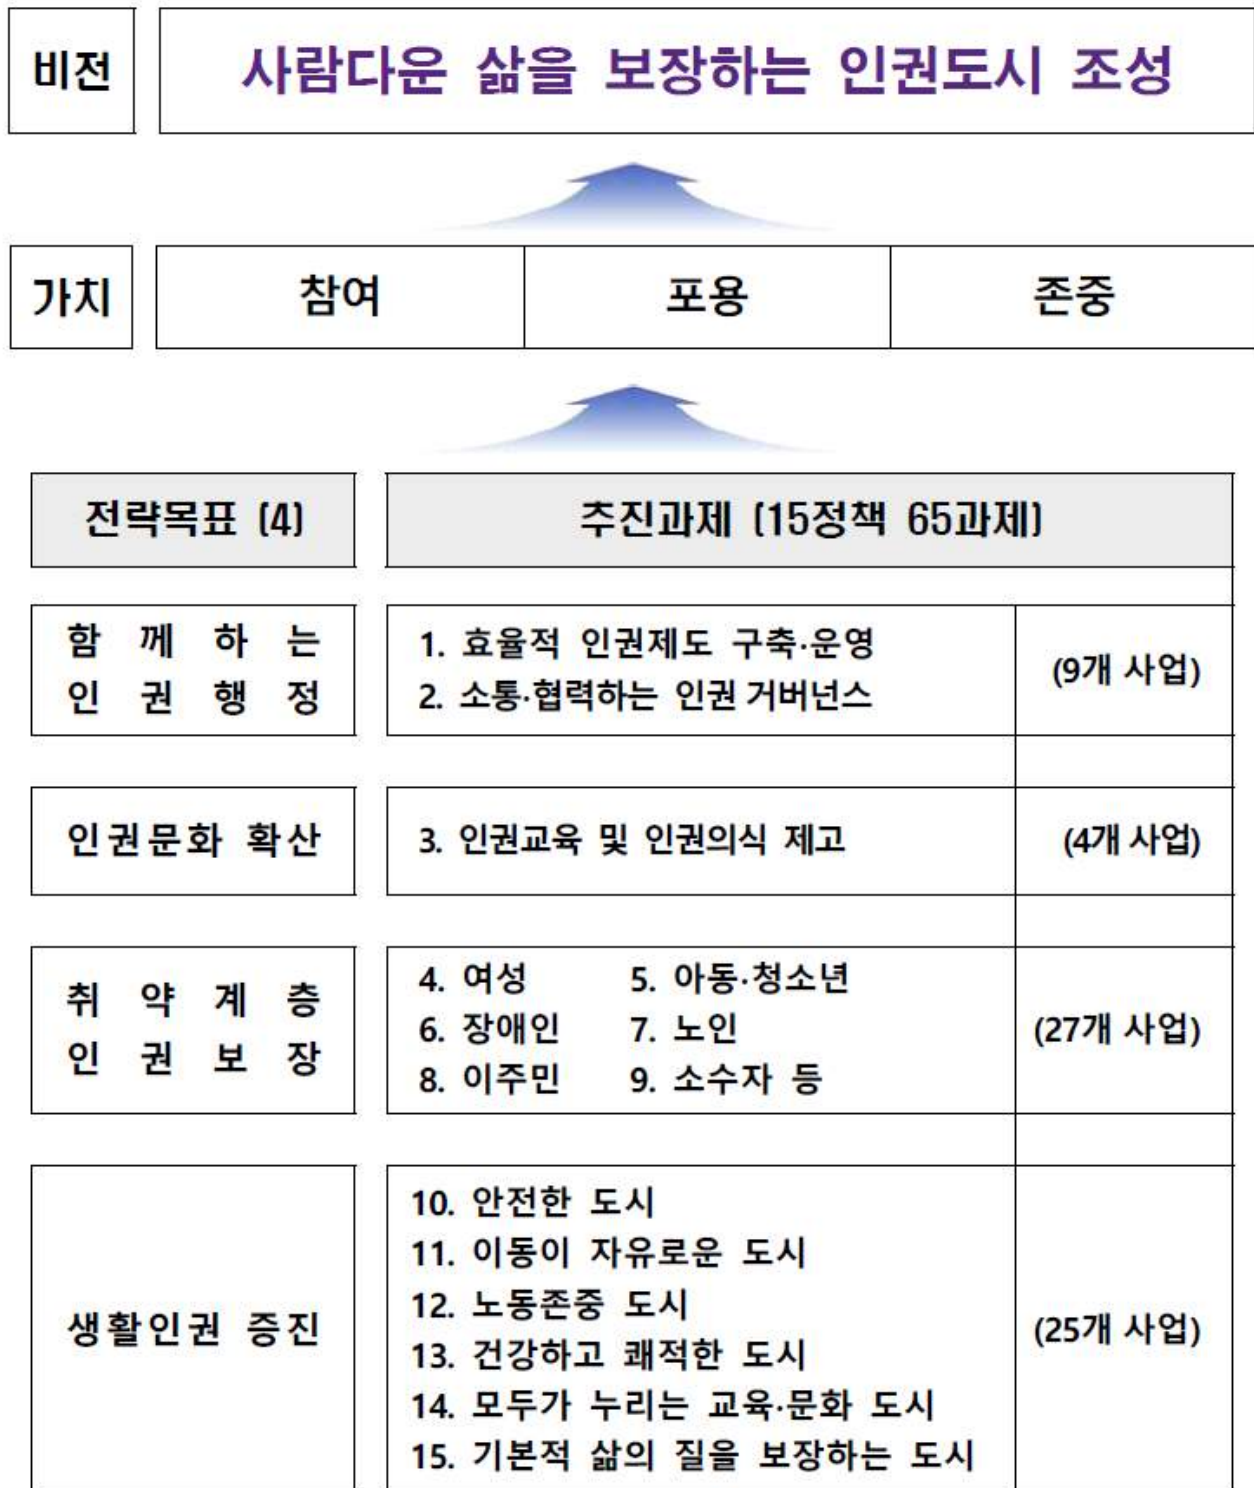 비전
사람다운 삶을 보장하는 인권도시 조성
가치
참여 포용 존중
전략목표 (4)
추진과제 (15정책 65과제)
함께하는
인권행정
1. 효율적 인권제도 구축·운영
2. 소통·협력하는 인권 거버넌스
(9개 사업)
인권문화 확산
3. 인권교육 및 인권의식 제고
(4개 사업)
취약계층
인권보장
4. 여성 5. 아동·청소년
6. 장애인 7. 노인
8. 이주민 9. 소수자 등
(27개 사업)
생활인권 증진
10. 안전한 도시
11. 이동이 자유로운 도시
12. 노동존중 도시
13. 건강하고 쾌적한 도시
14. 모두가 누리는 교육·문화 도시
15. 기본적 삶의 질을 보장하는 도시
(25개 사업)